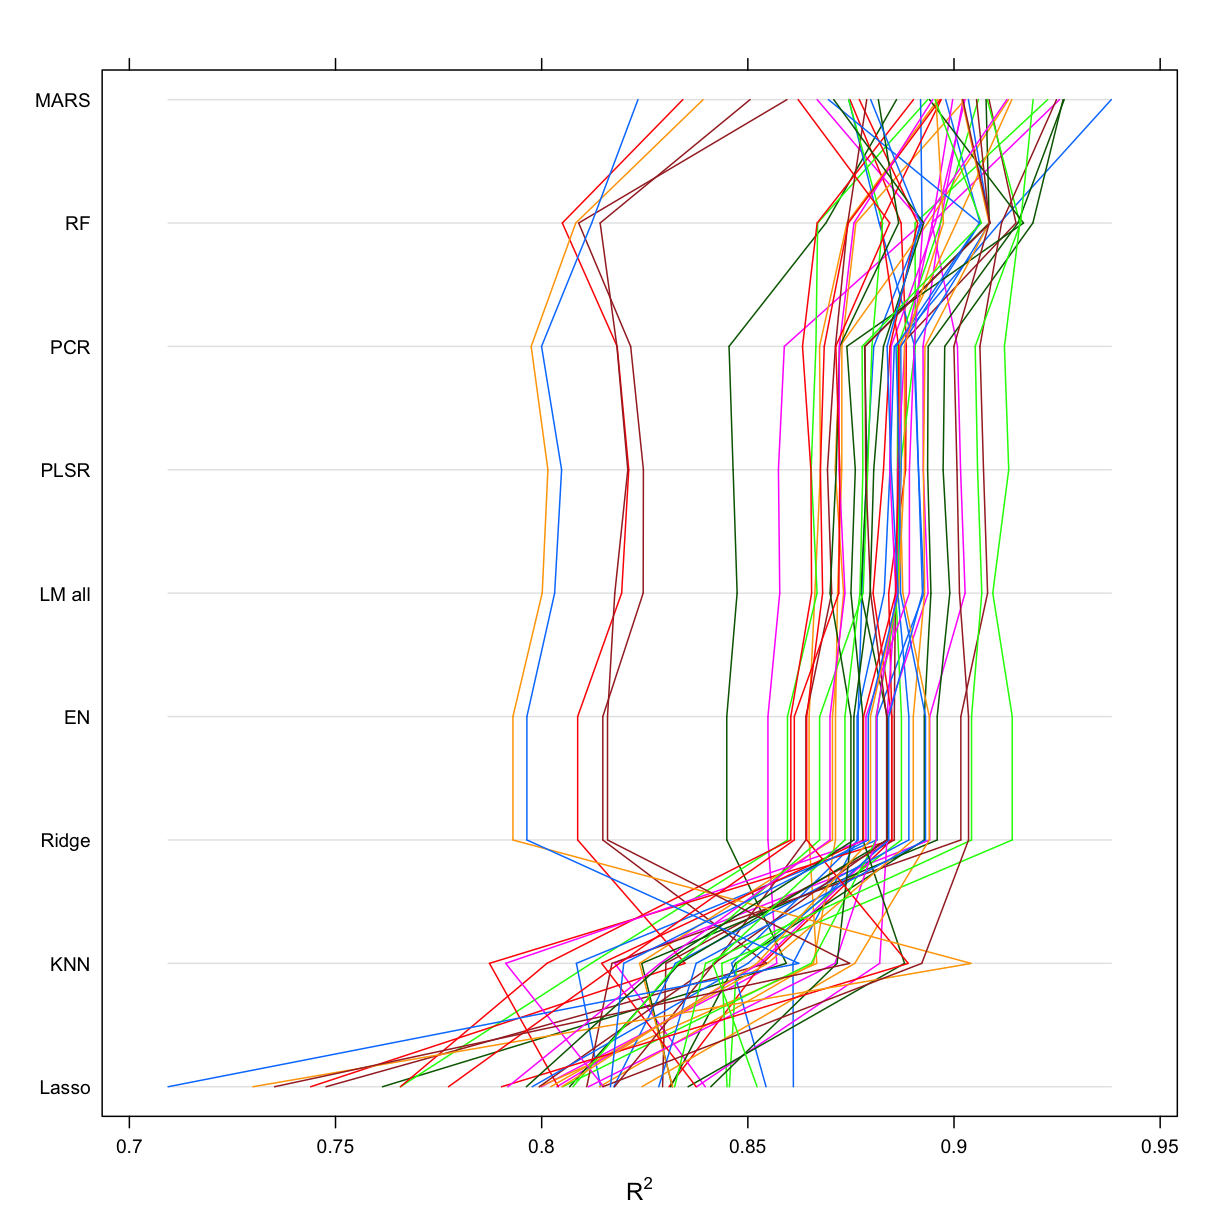 MARS
RF
PCR
PLSR
LM all
EN
Ridge
KNN
Lasso
0.7 0.75 0.8 0.85 0.9 0.95
R²